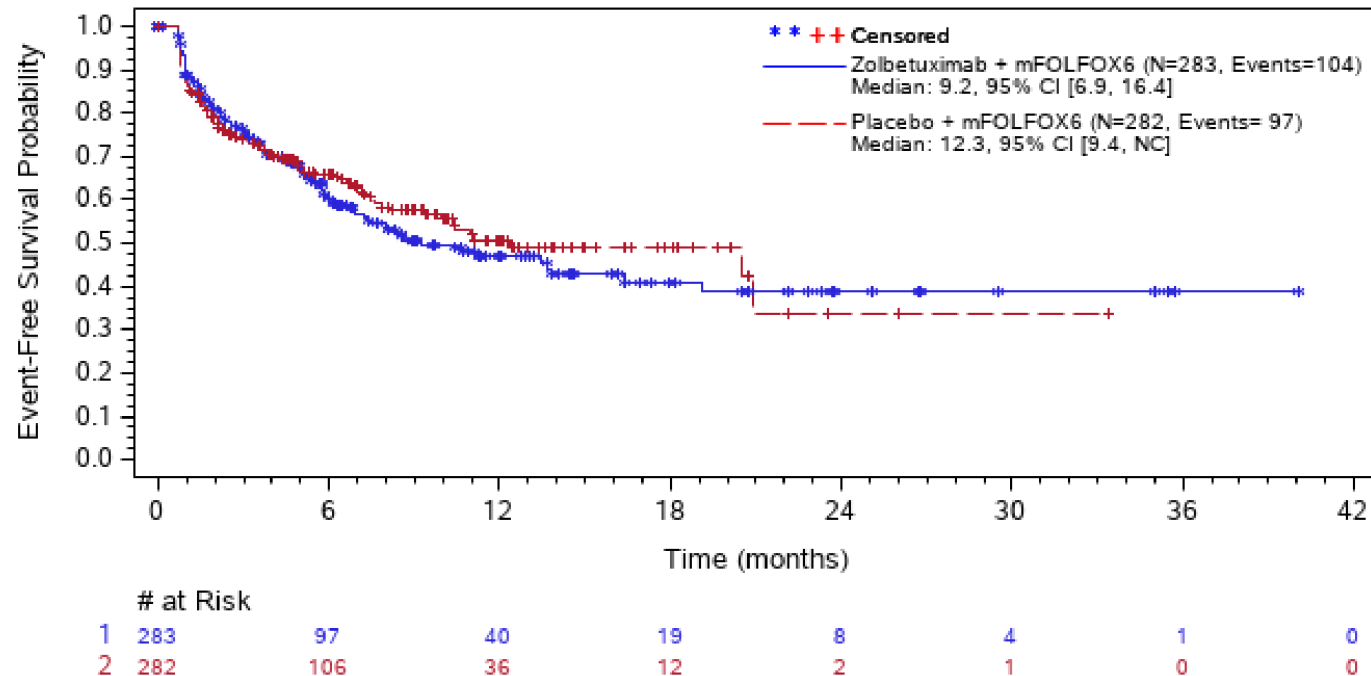 Censored
Zolbetuximab + mFOLFOX6 (N=283, Events=104)
Median: 9.2, 95% CI [6.9, 16.4]
Placebo + mFOLFOX6 (N=282, Events= 97)
Median: 12.3, 95% CI [9.4, NC]
Event-Free Survival Probability
1.0
0.9
0.8
0.7
0.6
0.5
0.4
0.3
0.2
0.1
0.0
0 6 12 18 24 30 36 42
Time (months)
# at Risk
1 283 97 40 19 8 4 1 0
2 282 106 36 12 2 1 0 0